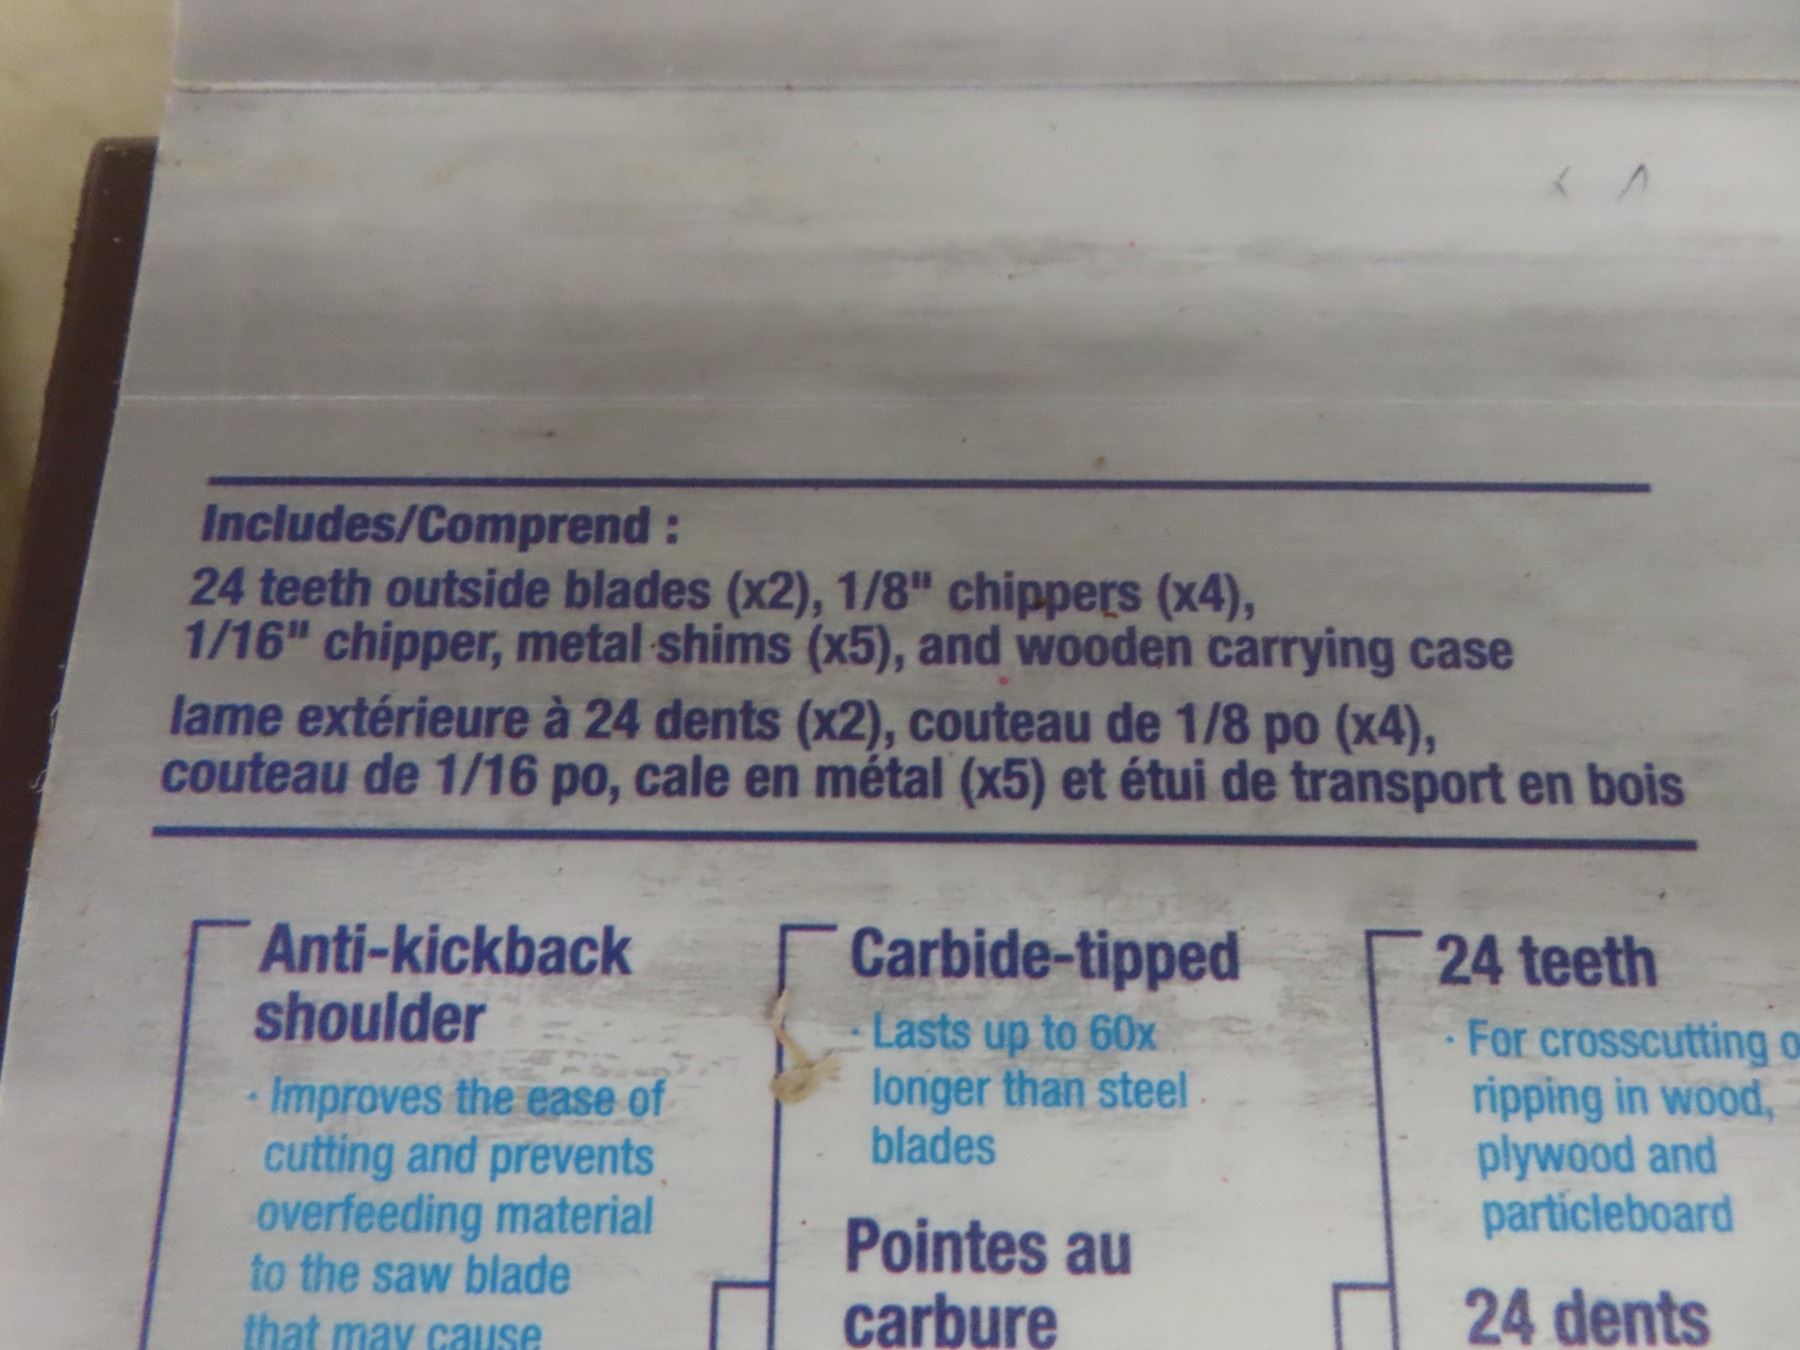 Includes/Comprend :
24 teeth outside blades (x2), 1/8" chippers (x4),
1/16" chipper, metal shims (x5), and wooden carrying case
lame extérieure à 24 dents (x2), couteau de 1/8 po (x4),
couteau de 1/16 po, cale en métal (x5) et étui de transport en bois
Anti-kickback
shoulder
· Improves the ease of
cutting and prevents
overfeeding material
to the saw blade
that may cause
Carbide-tipped
· Lasts up to 60x
longer than steel
blades
Pointes au
carbure
24 teeth
· For crosscutting
ripping in wood,
plywood and
particleboard
24 dents